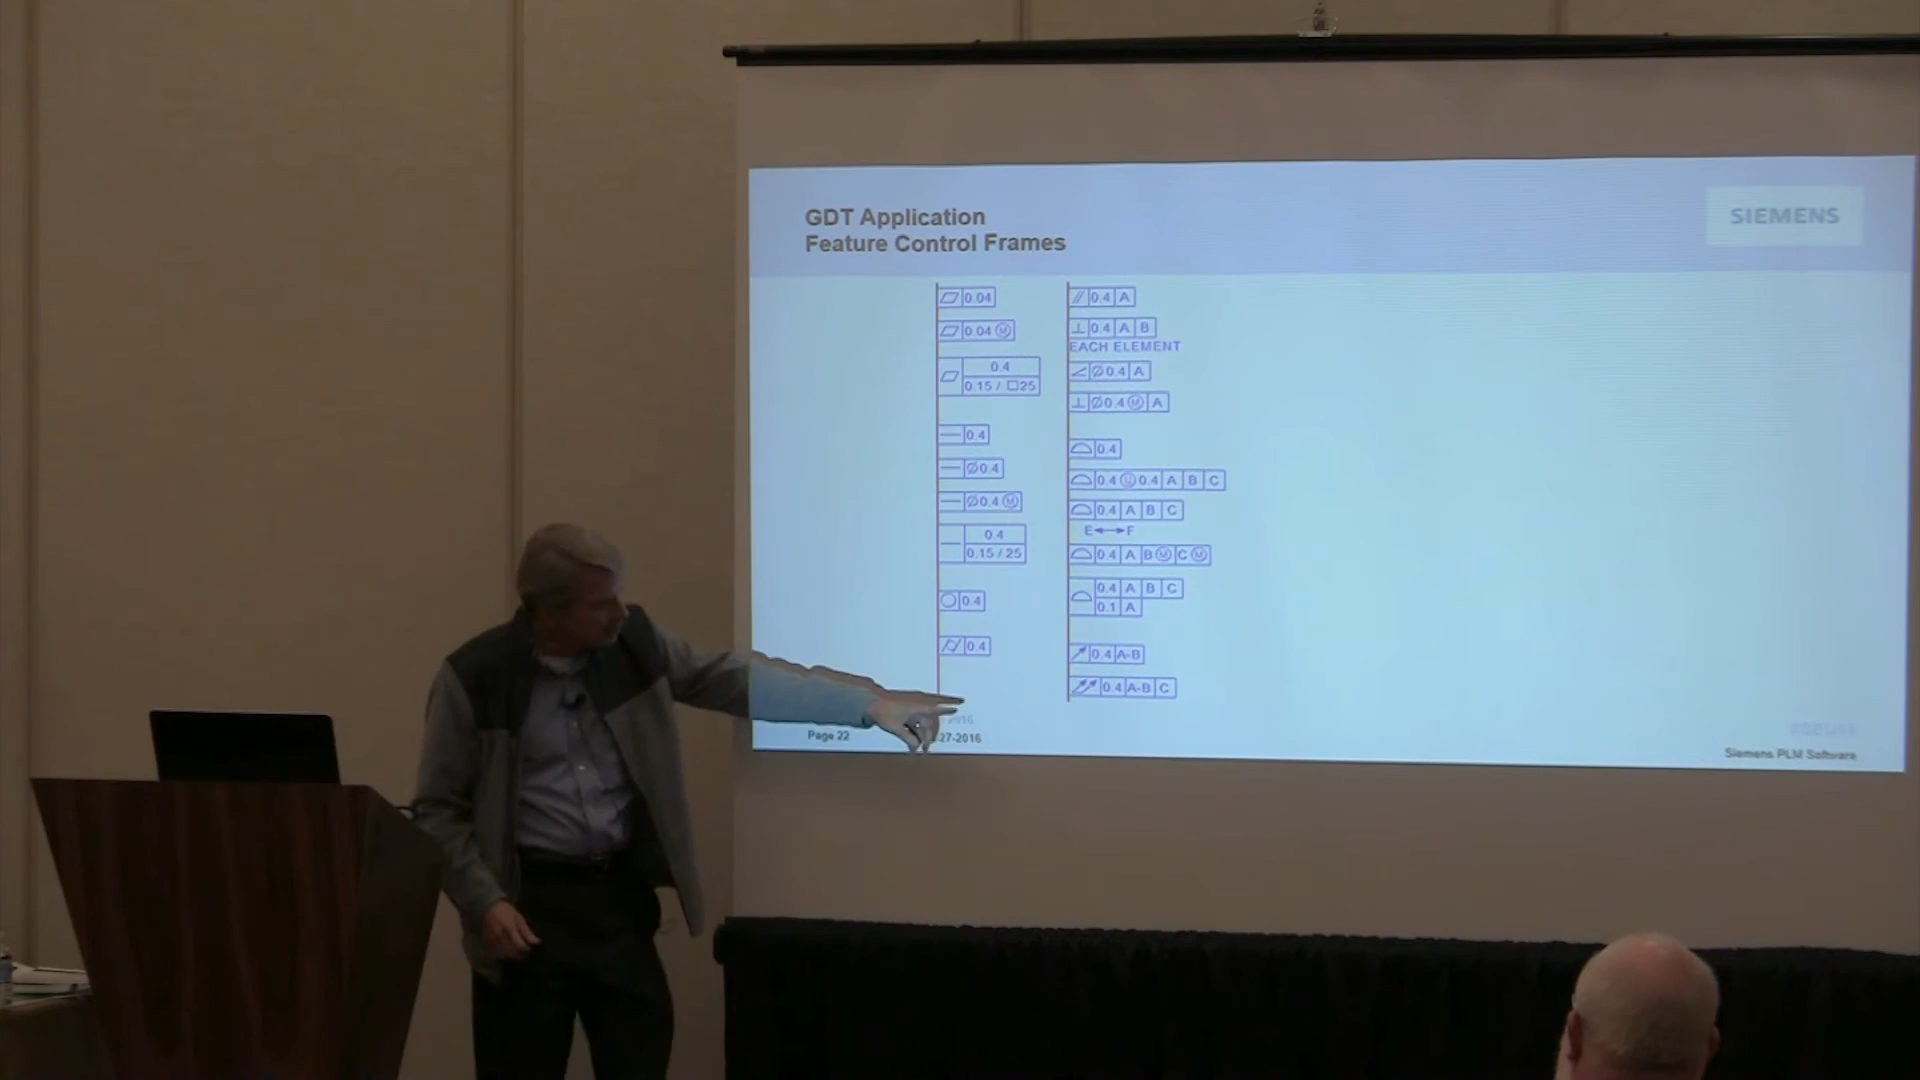 GDT Application
Feature Control Frames
SIEMENS
⏥ 0.04
⏥ 0.04 Ⓜ
⏥ 0.4
0.15 / □25
⏤ 0.4
⏤ ∅0.4
⏤ ∅0.4 Ⓜ
⏤ 0.4
0.15 / 25
○ 0.4
⌭ 0.4
⫽ 0.4 A
⊥ 0.4 A B
EACH ELEMENT
∠ ∅0.4 A
⊥ ∅0.4 Ⓜ A
⌓ 0.4
⌓ 0.4 Ⓤ 0.4 A B C
⌓ 0.4 A B C
E↔F
⌓ 0.4 A B Ⓜ C Ⓜ
⌓ 0.4 A B C
0.1 A
↗ 0.4 A-B
⌰ 0.4 A-B C
2016
Page 22
27-2016
Siemens PLM Software